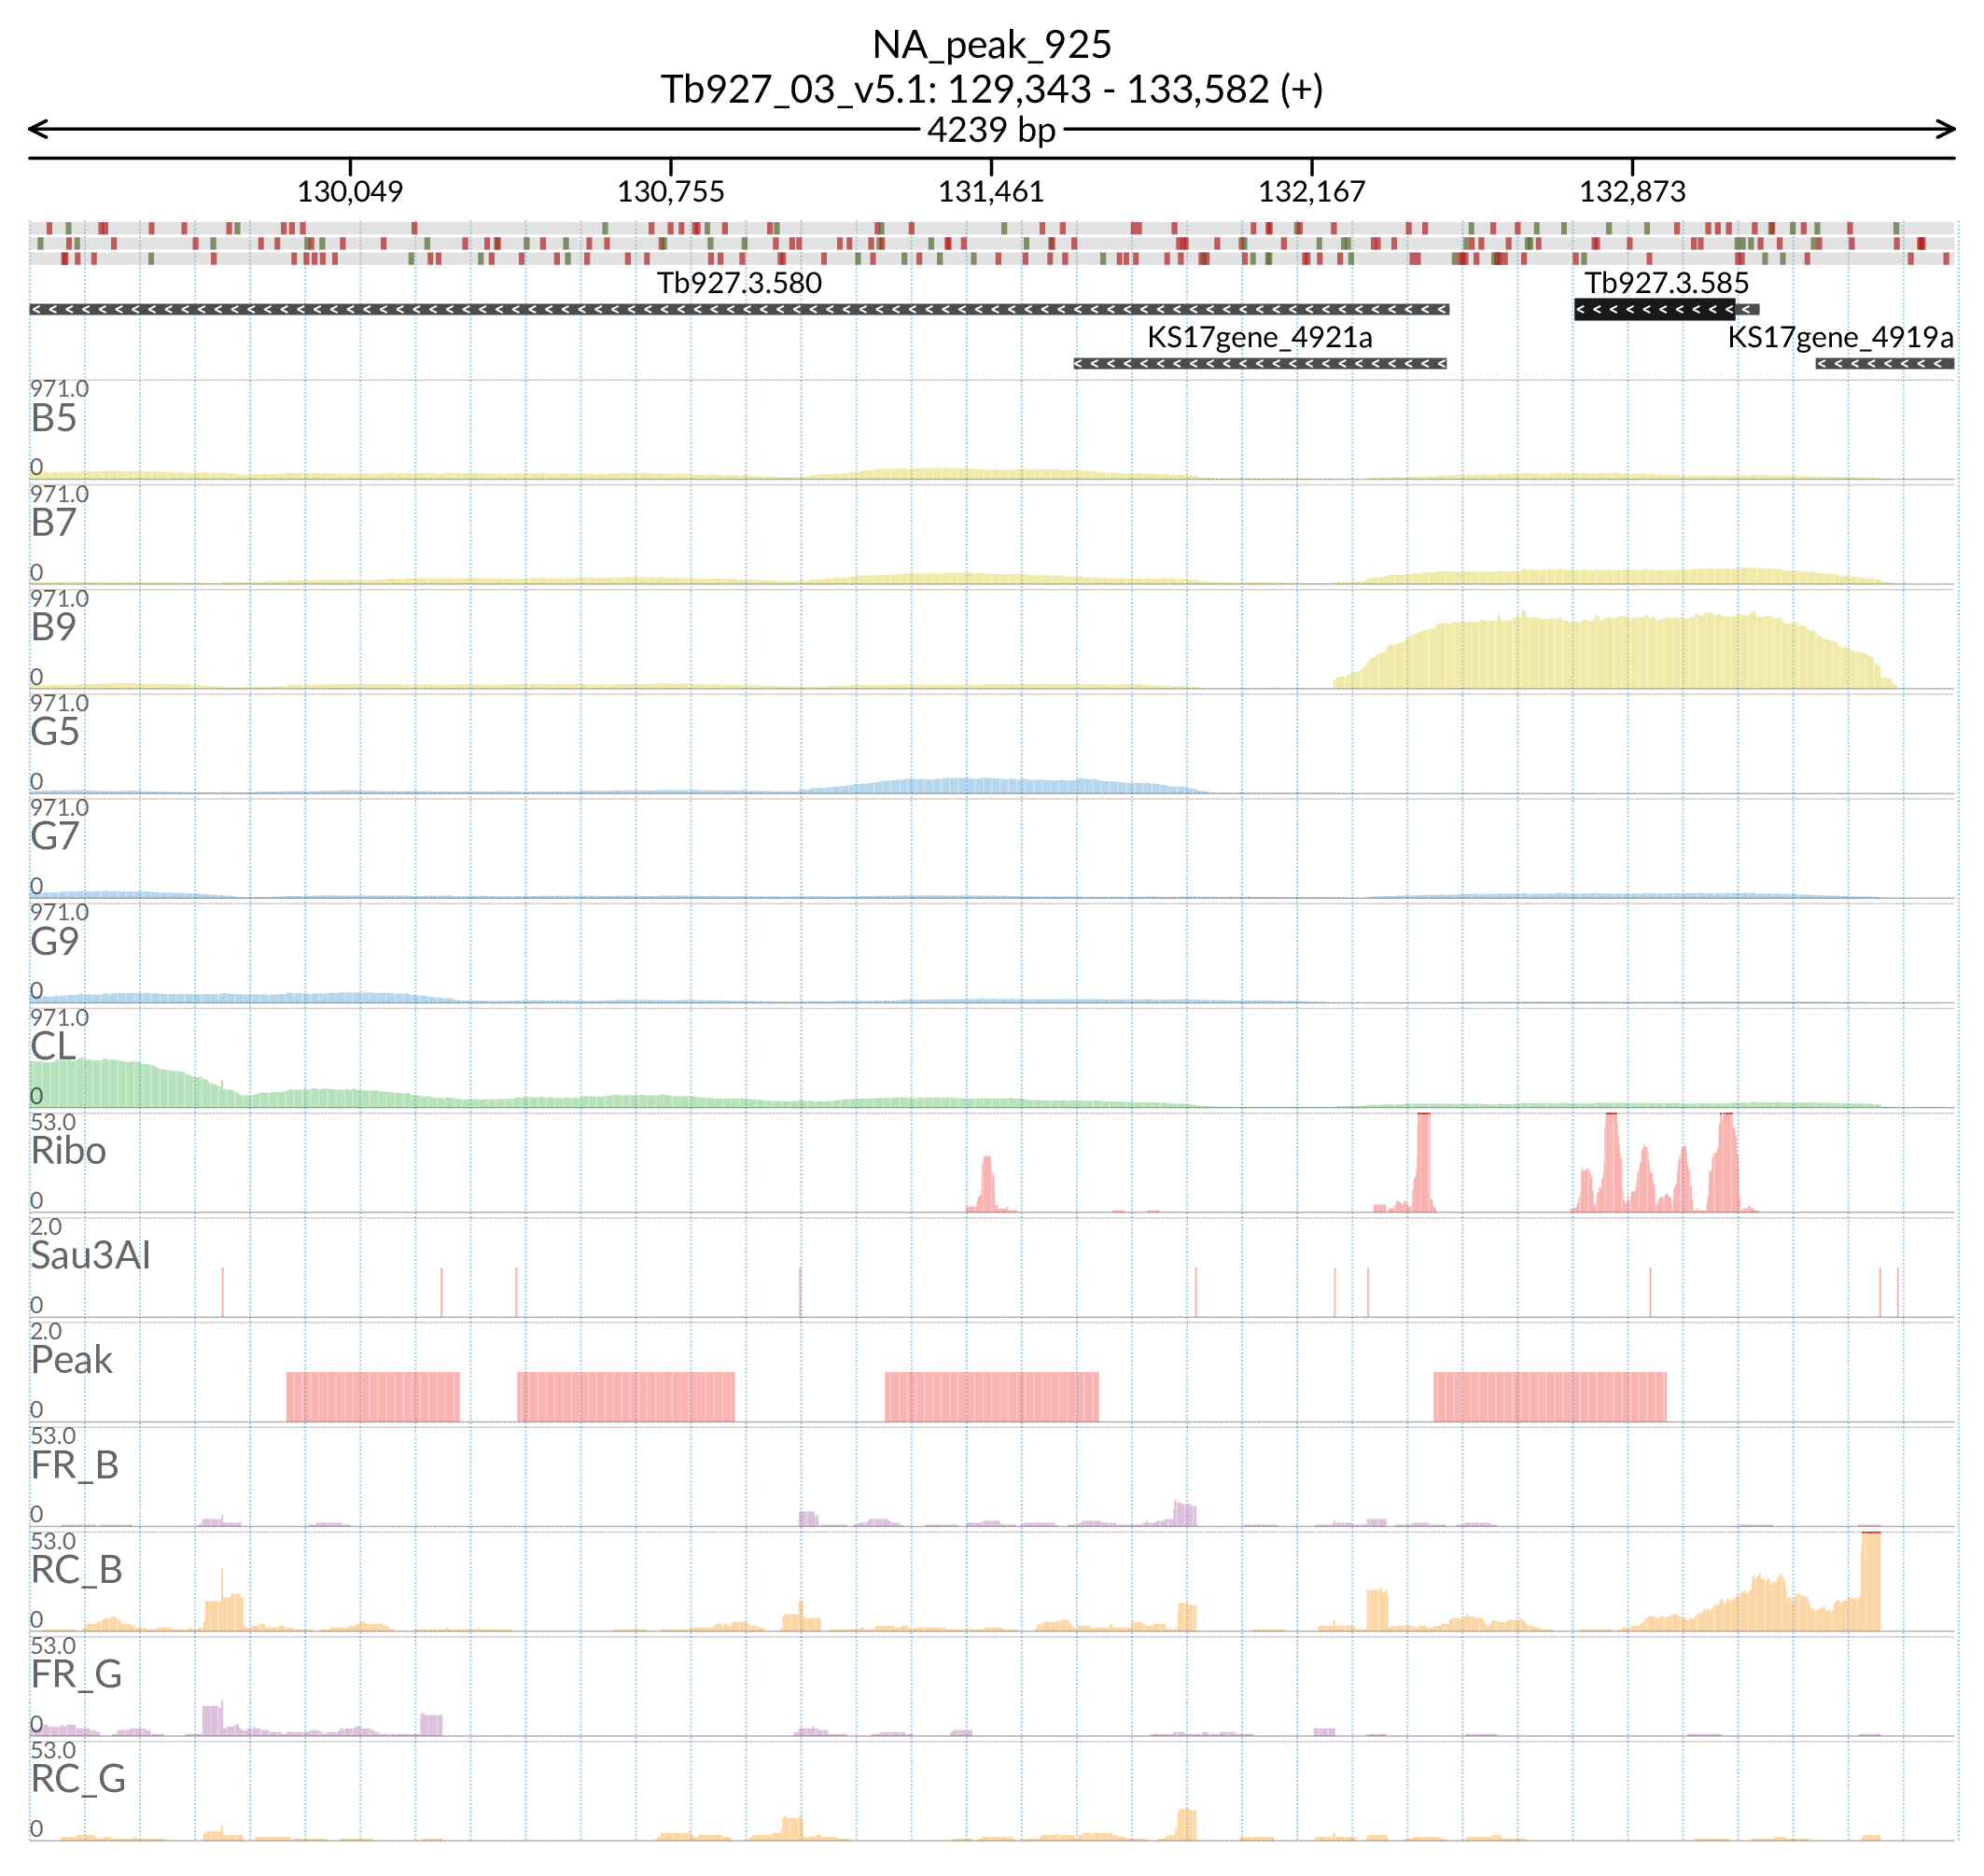 NA_peak_925
Tb927_03_v5.1: 129,343 - 133,582 (+)
4239 bp
130,049 130,755 131,461 132,167 132,873
Tb927.3.580 Tb927.3.585
KS17gene_4921a KS17gene_4919a
971.0
B5
0
971.0
B7
0
971.0
B9
0
971.0
G5
0
971.0
G7
0
971.0
G9
0
971.0
CL
0
53.0
Ribo
0
2.0
Sau3AI
0
2.0
Peak
0
53.0
FR_B
0
53.0
RC_B
0
53.0
FR_G
0
53.0
RC_G
0